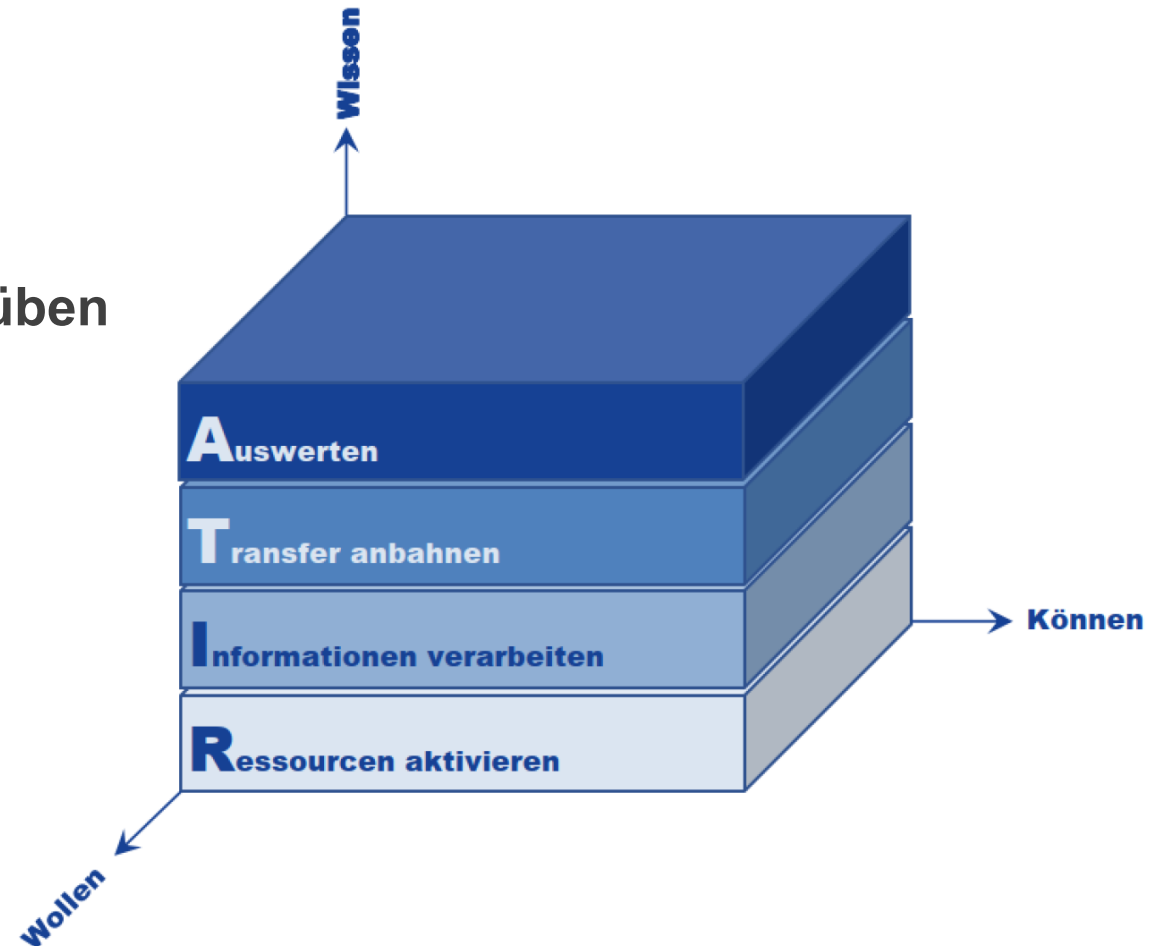 Wissen
üben
Auswerten
Transfer anbahnen
Informationen verarbeiten
Können
Ressourcen aktivieren
Wollen